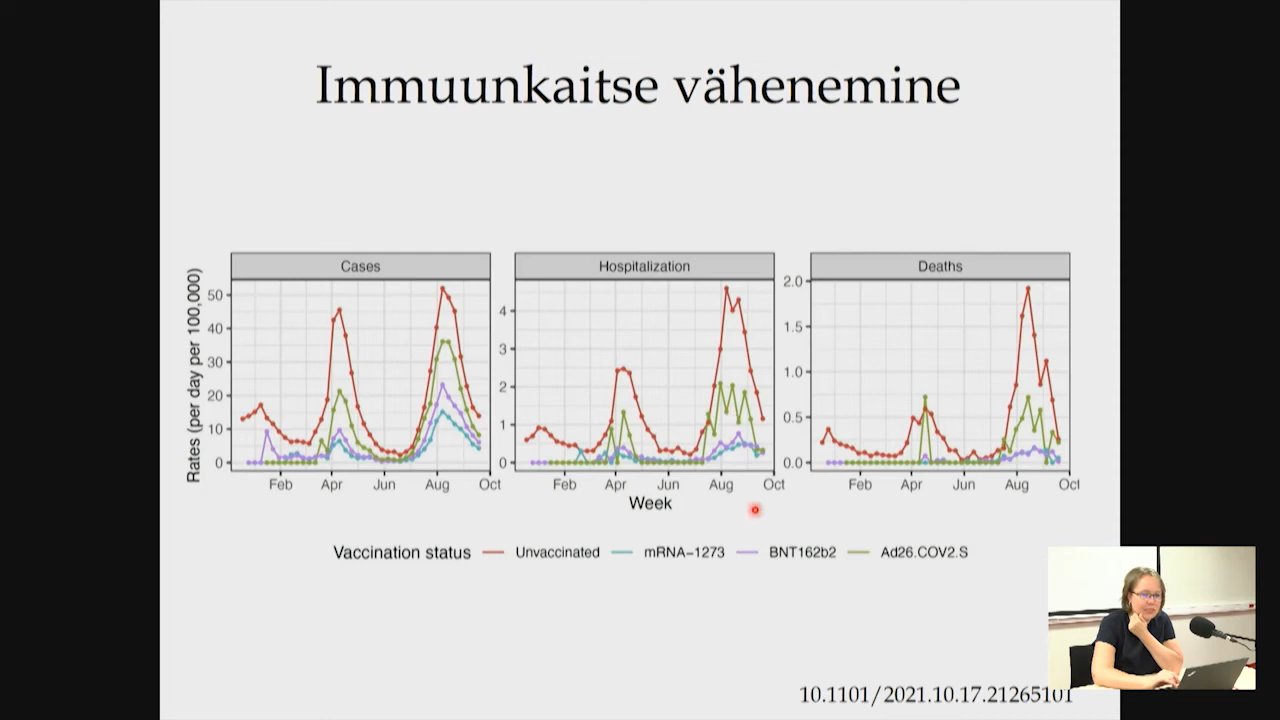 Immuunkaitse vähenemine
Cases
Hospitalization
Deaths
Rates (per day per 100,000)
50
40
30
20
10
0
4
3
2
1
0
2.0
1.5
1.0
0.5
0.0
Feb Apr Jun Aug Oct
Feb Apr Jun Aug Oct
Feb Apr Jun Aug Oct
Week
Vaccination status Unvaccinated mRNA−1273 BNT162b2 Ad26.COV2.S
10.1101/2021.10.17.21265101